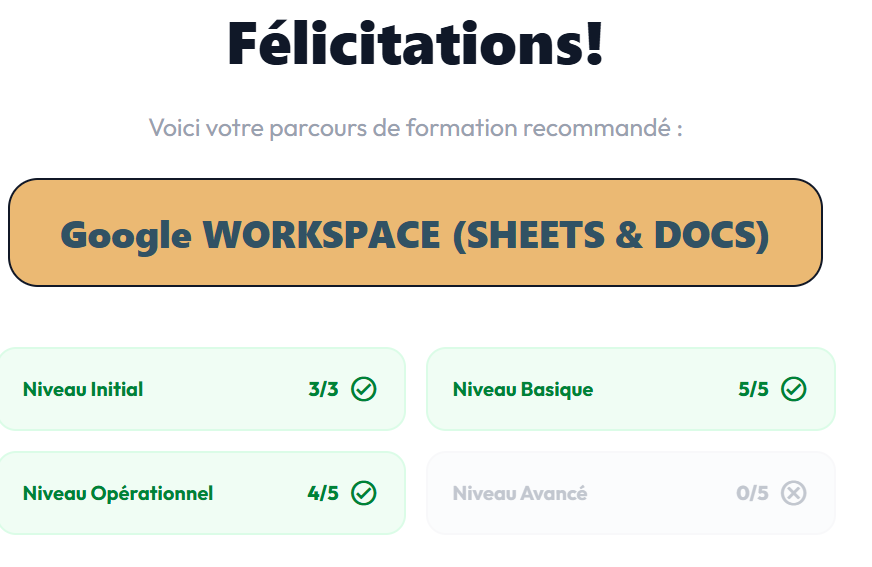 Félicitations!
Voici votre parcours de formation recommandé :
Google WORKSPACE (SHEETS & DOCS)
Niveau Initial 3/3
Niveau Basique 5/5
Niveau Opérationnel 4/5
Niveau Avancé 0/5